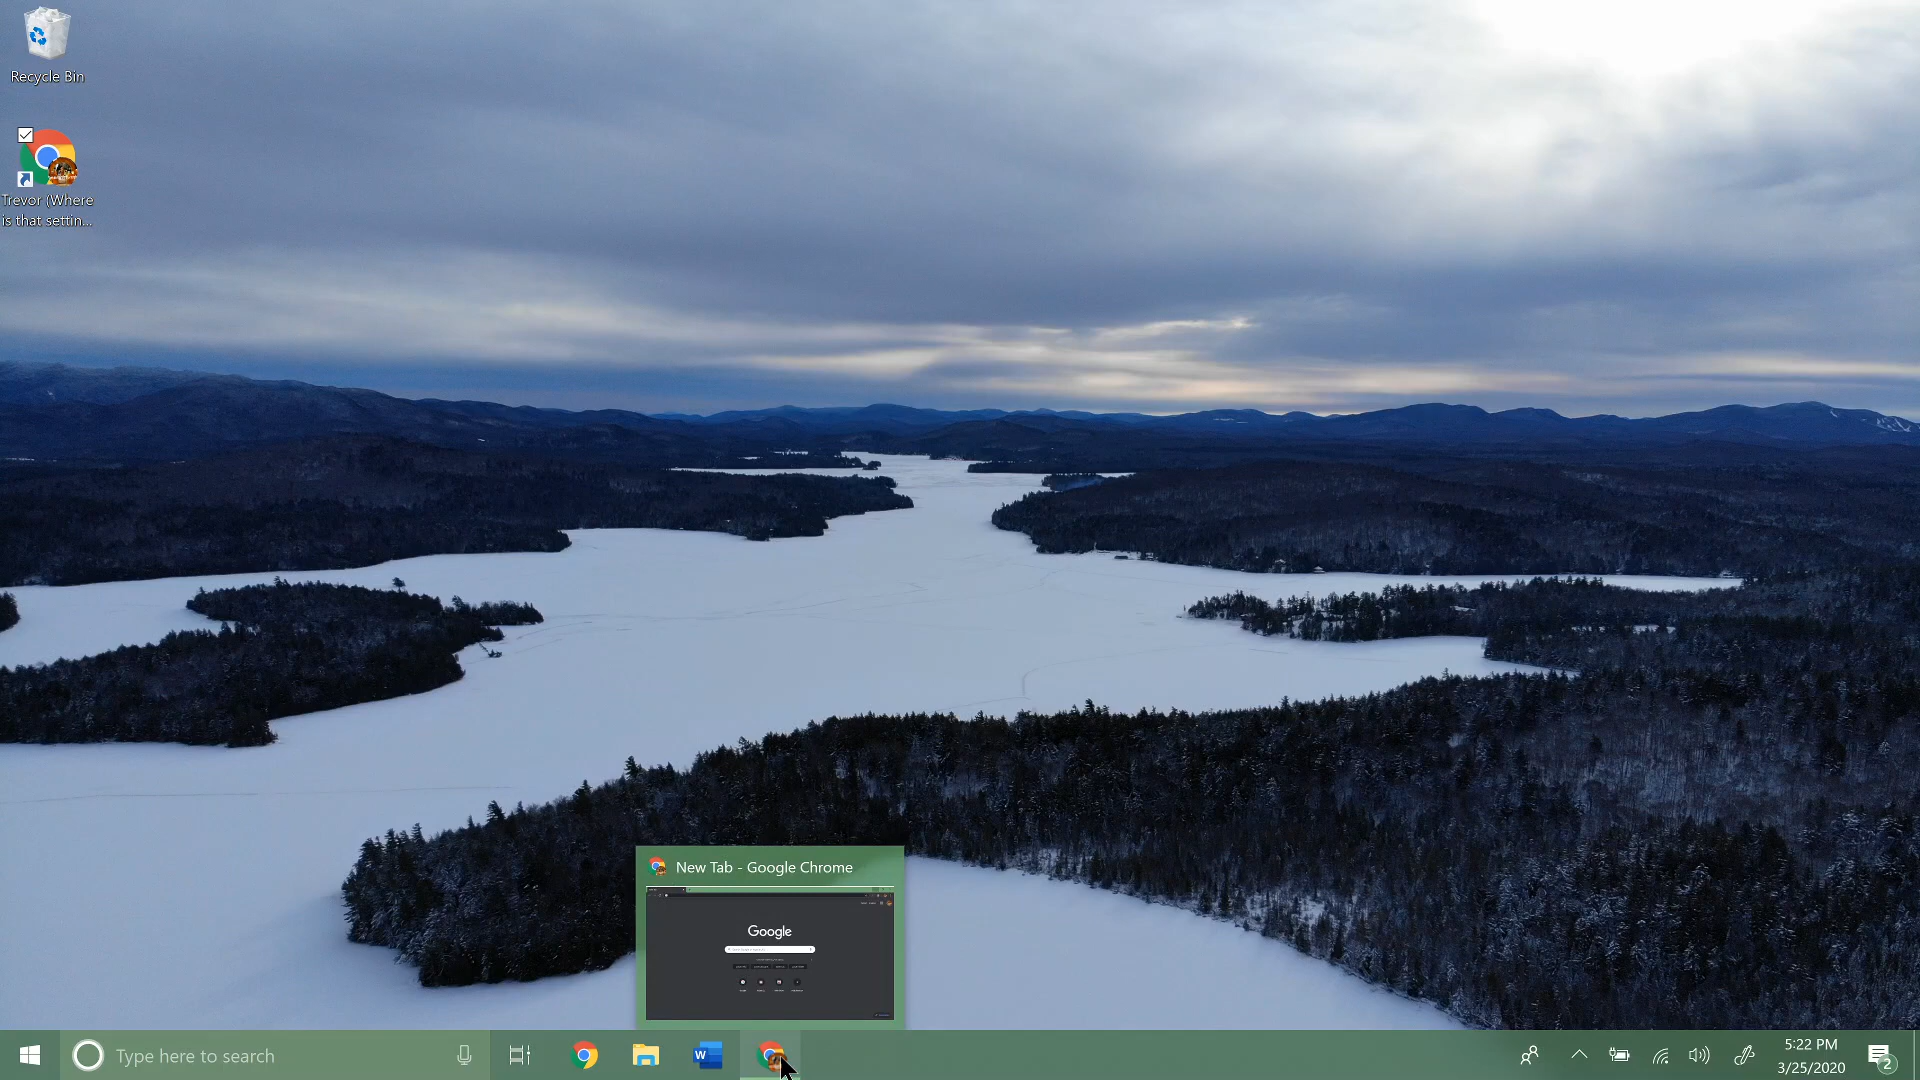 Recycle Bin
Trevor (Where
is that settin...
New Tab - Google Chrome
Google
Type here to search
W
5:22 PM
3/25/2020
2